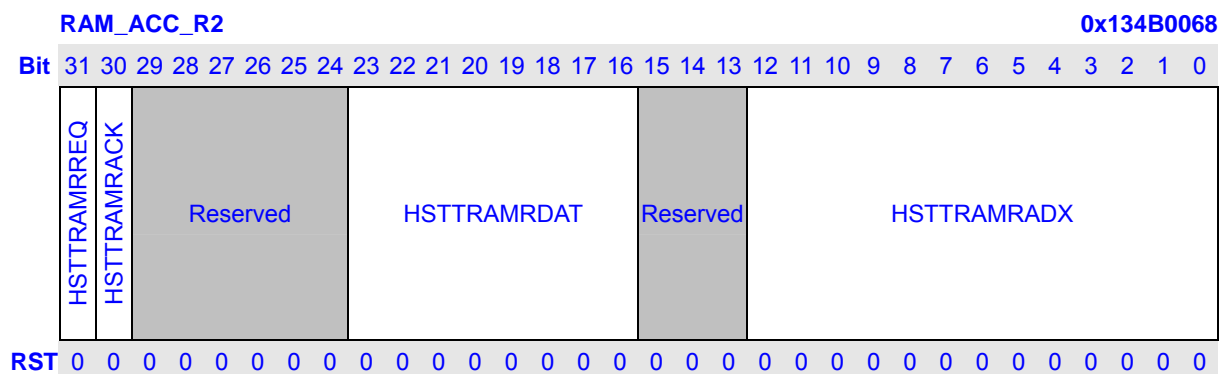 RAM_ACC_R2 0x134B0068
Bit 31 30 29 28 27 26 25 24 23 22 21 20 19 18 17 16 15 14 13 12 11 10 9 8 7 6 5 4 3 2 1 0
HSTTRAMRREQ
HSTTRAMRACK
Reserved
HSTTRAMRDAT
Reserved
HSTTRAMRADX
RST 0 0 0 0 0 0 0 0 0 0 0 0 0 0 0 0 0 0 0 0 0 0 0 0 0 0 0 0 0 0 0 0